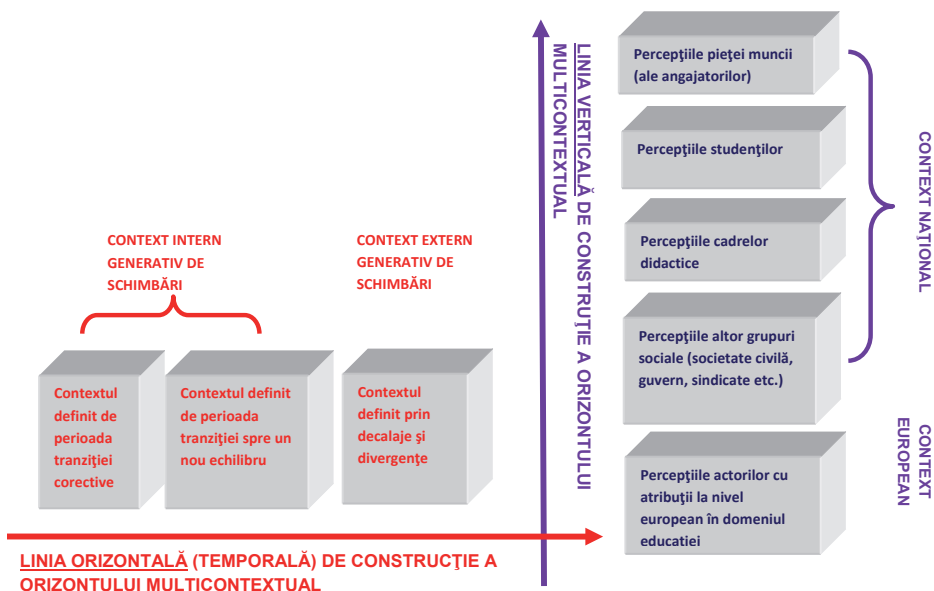 CONTEXT INTERN
GENERATIV DE
SCHIMBĂRI
CONTEXT EXTERN
GENERATIV DE
SCHIMBĂRI
Contextul
definit de
perioada
tranziţiei
corective
Contextul definit
de perioada
tranziţiei spre un
nou echilibru
Contextul
definit prin
decalaje şi
divergenţe
LINIA ORIZONTALĂ (TEMPORALĂ) DE CONSTRUCŢIE A
ORIZONTULUI MULTICONTEXTUAL
LINIA VERTICALĂ DE CONSTRUŢIE A ORIZONTULUI
MULTICONTEXTUAL
Percepţiile pieţei muncii
(ale angajatorilor)
Percepţiile studenţilor
Percepţiile cadrelor
didactice
Percepţiile altor grupuri
sociale (societate civilă,
guvern, sindicate etc.)
Percepţiile actorilor cu
atribuţii la nivel
european în domeniul
educatiei
CONTEXT NAŢIONAL
CONTEXT
EUROPEAN